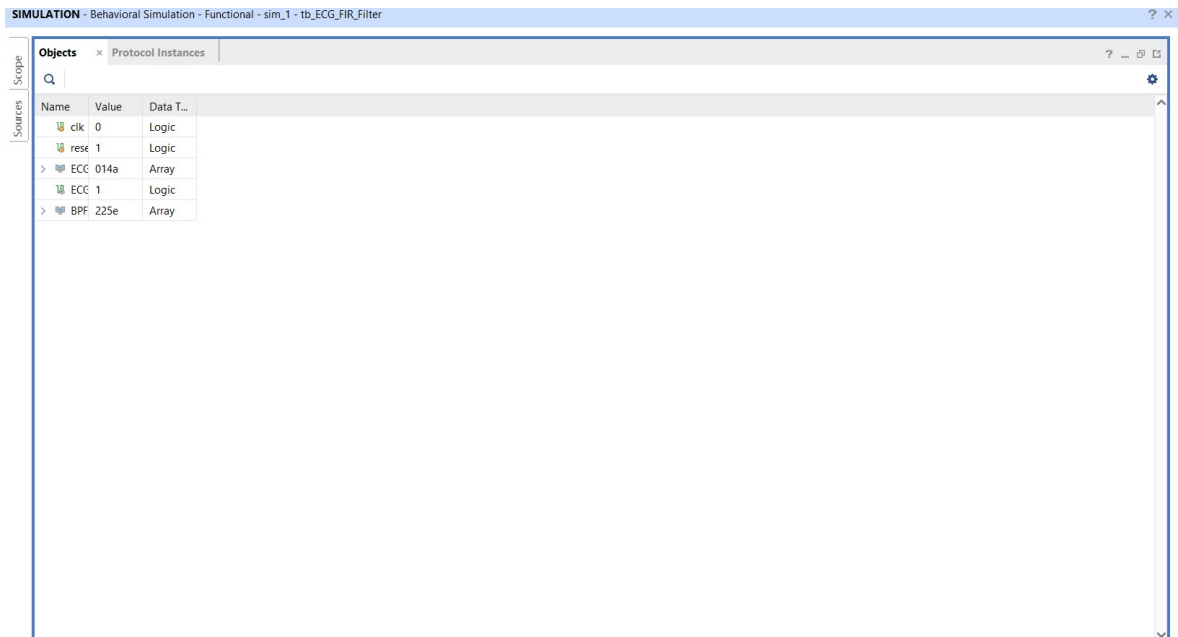 SIMULATION - Behavioral Simulation - Functional - sim_1 - tb_ECG_FIR_Filter ? ×
Scope
Sources
Objects × Protocol Instances ?
Name Value Data T...
clk 0 Logic
rese 1 Logic
> ECG 014a Array
ECG 1 Logic
> BPF 225e Array